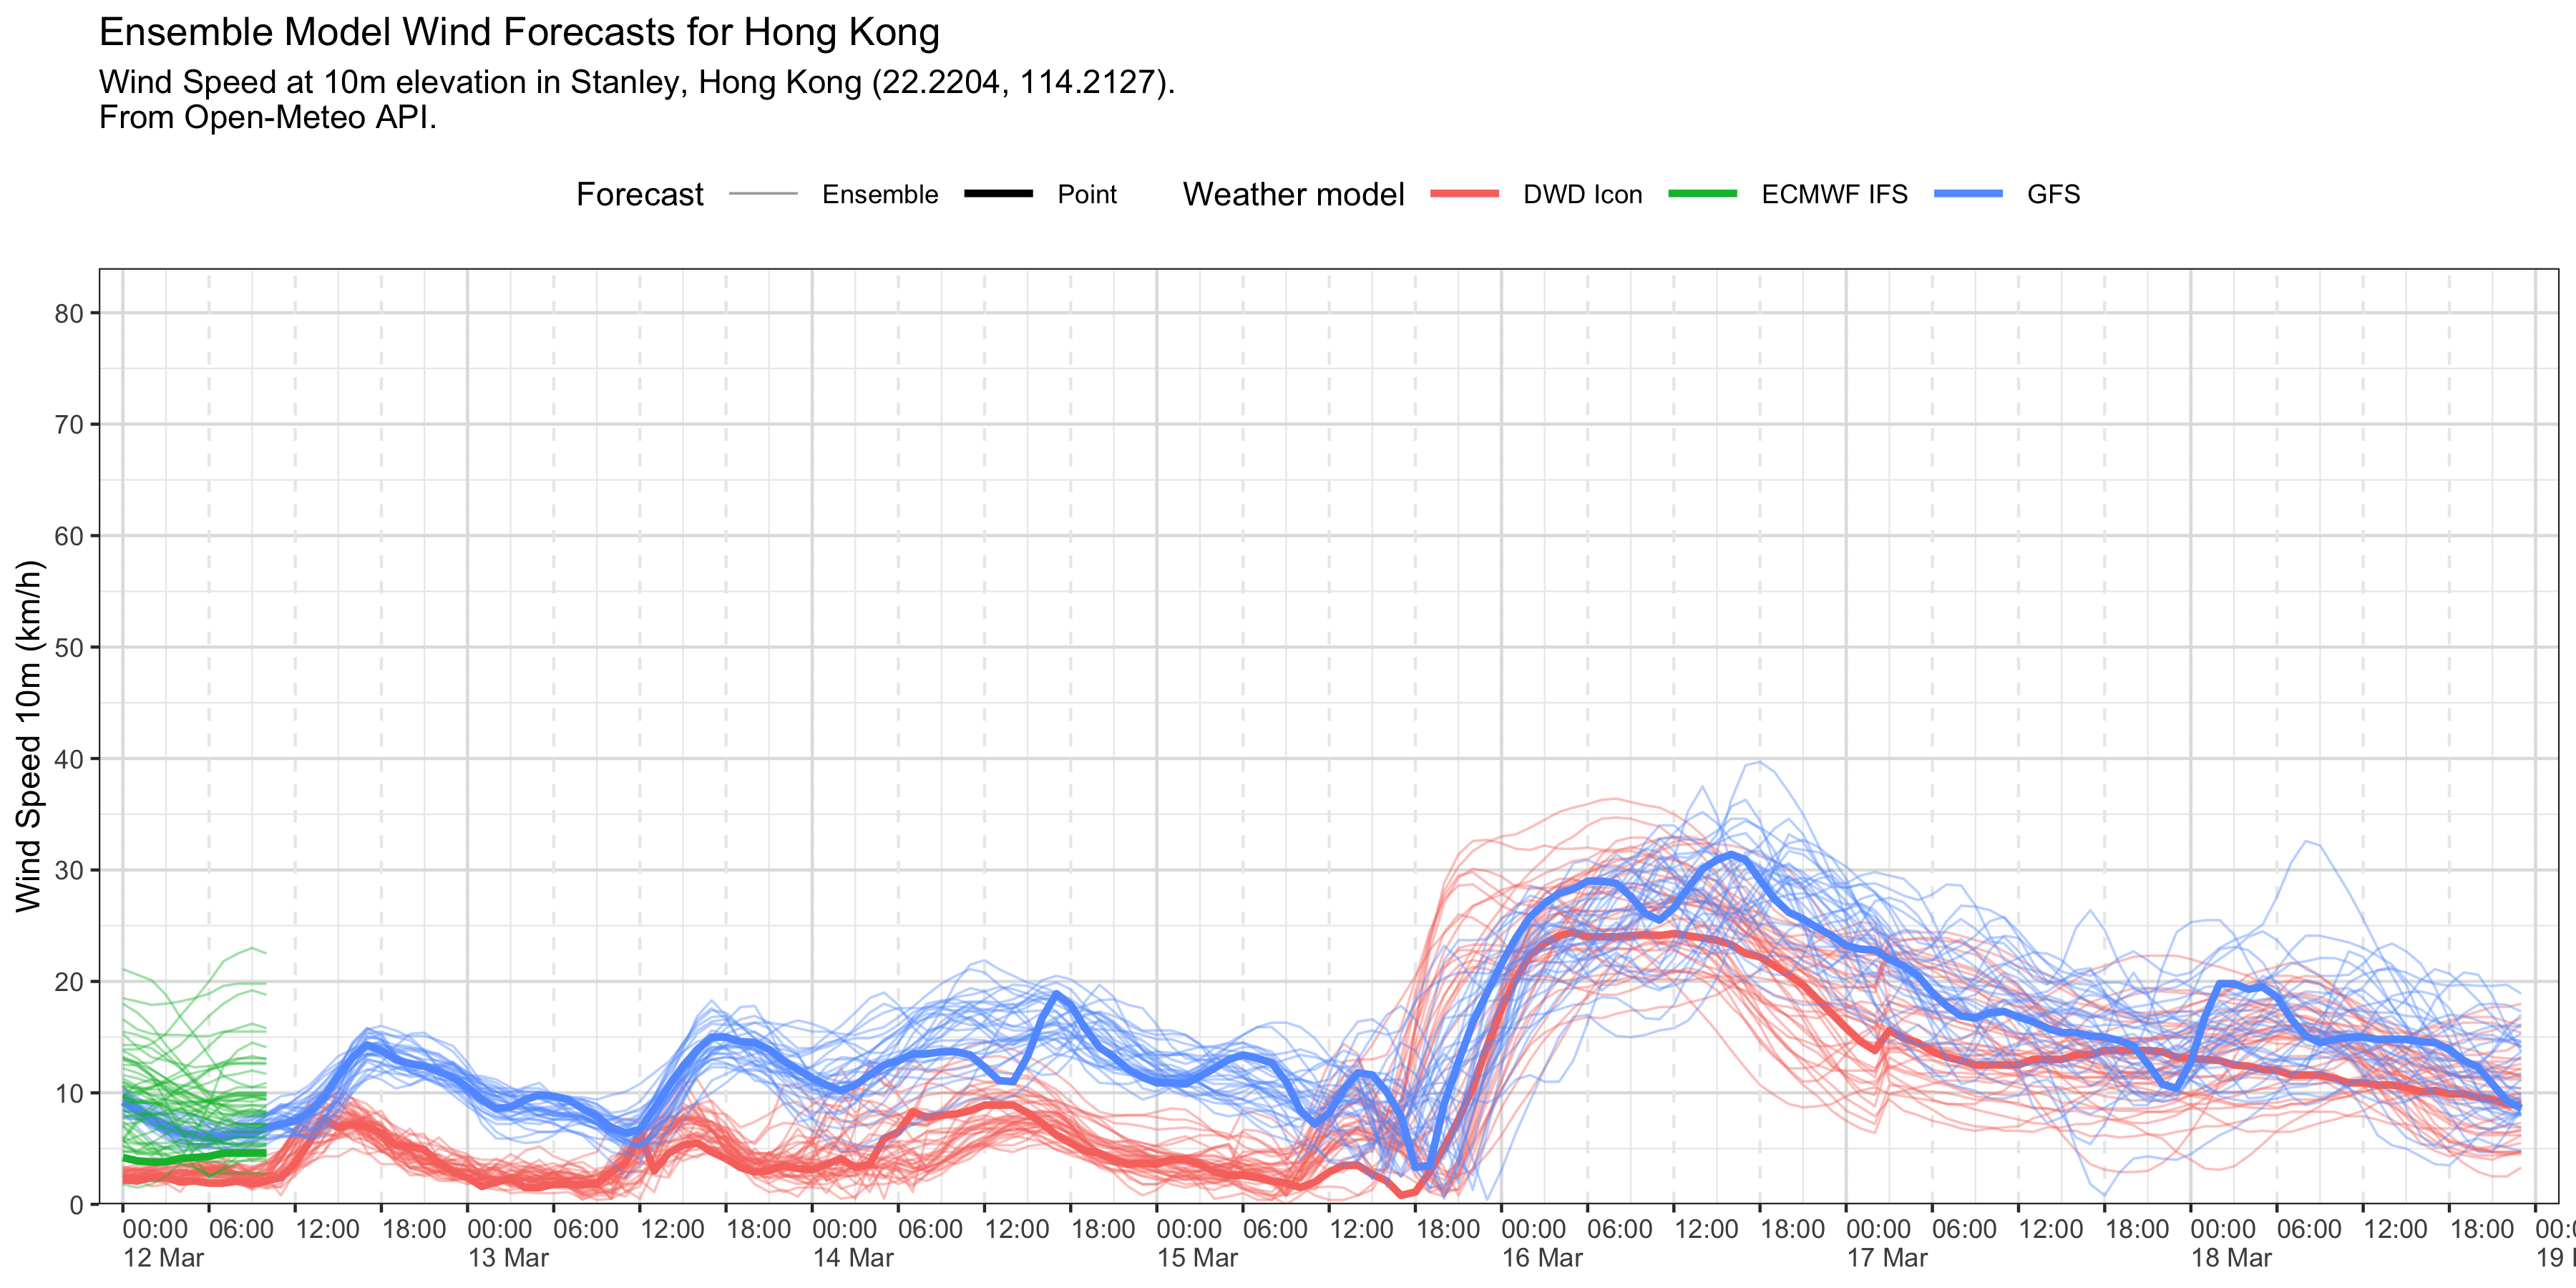 Ensemble Model Wind Forecasts for Hong Kong
Wind Speed at 10m elevation in Stanley, Hong Kong (22.2204, 114.2127).
From Open-Meteo API.
Forecast Ensemble Point Weather model DWD Icon ECMWF IFS GFS
Wind Speed 10m (km/h)
80
70
60
50
40
30
20
10
0
00:00 06:00 12:00 18:00 00:00 06:00 12:00 18:00 00:00 06:00 12:00 18:00 00:00 06:00 12:00 18:00 00:00 06:00 12:00 18:00 00:00 06:00 12:00 18:00 00:00 06:00 12:00 18:00
12 Mar 13 Mar 14 Mar 15 Mar 16 Mar 17 Mar 18 Mar 19